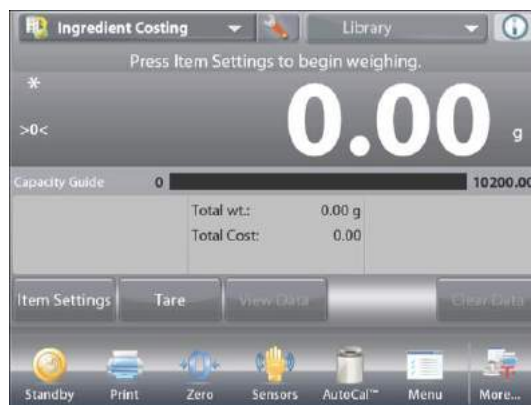 Ingredient Costing Library
Press Item Settings to begin weighing.
*
>0< 0.00 g
Capacity Guide 0 10200.00
Total wt.: 0.00 g
Total Cost: 0.00
Item Settings Tare View Data Clear Data
Standby Print Zero Sensors AutoCal™ Menu More...